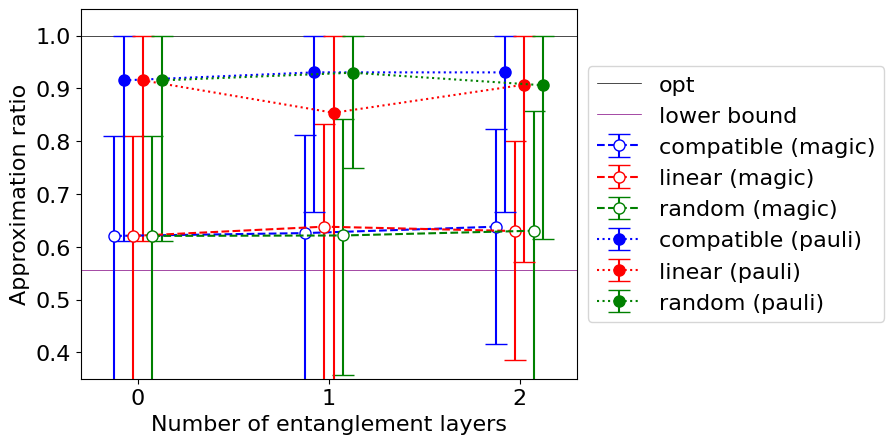 1.0
0.9
0.8
0.7
0.6
0.5
0.4
Approximation ratio
0
1
2
Number of entanglement layers
opt
lower bound
compatible (magic)
linear (magic)
random (magic)
compatible (pauli)
linear (pauli)
random (pauli)